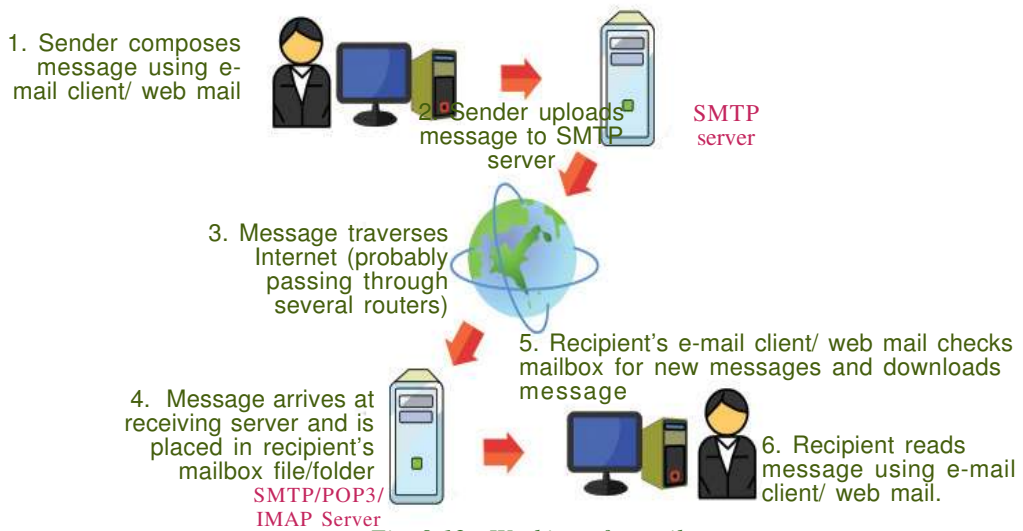 1. Sender composes
message using e-
mail client/ web mail
2. Sender uploads
message to SMTP
server
SMTP
server
3. Message traverses
Internet (probably
passing through
several routers)
4. Message arrives at
receiving server and is
placed in recipient's
mailbox file/folder
SMTP/POP3/
IMAP Server
5. Recipient's e-mail client/ web mail checks
mailbox for new messages and downloads
message
6. Recipient reads
message using e-mail
client/ web mail.